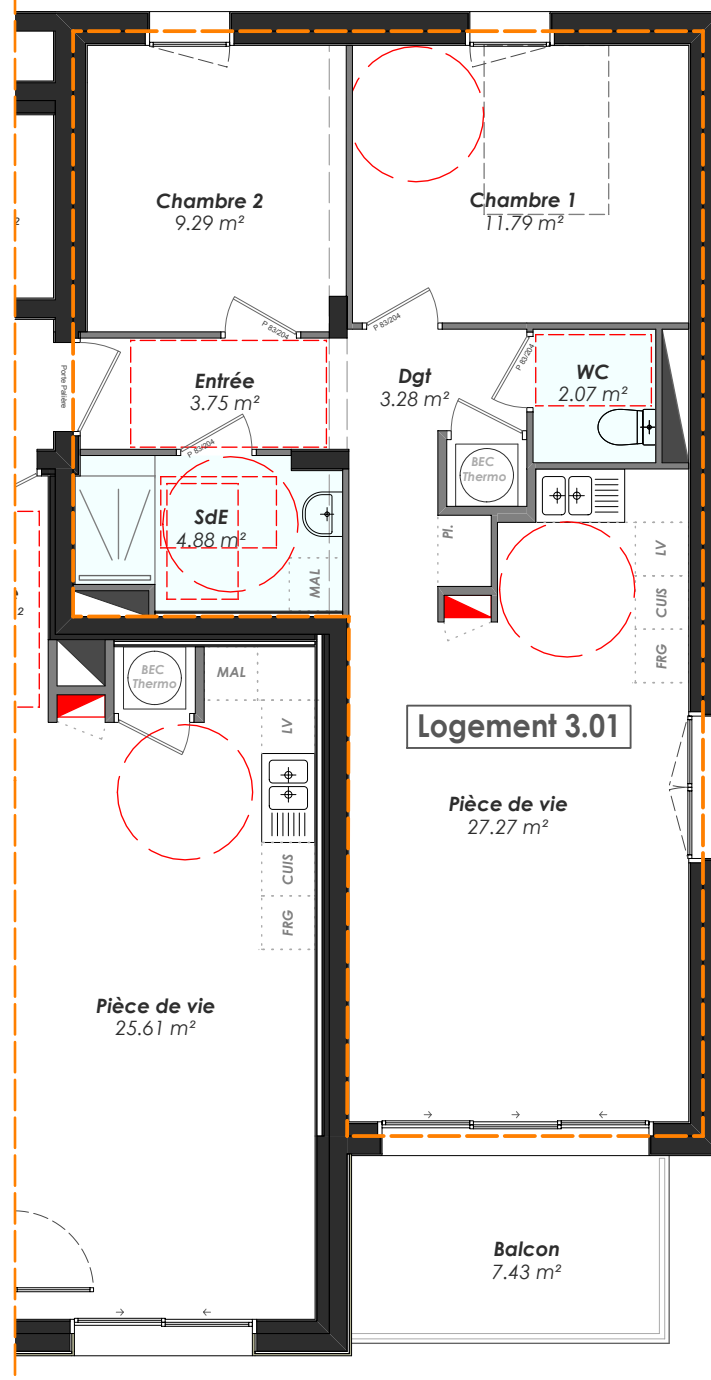 Chambre 2
9.29 m²
Chambre 1
11.79 m²
P 83/204
P 83/204
Porte Palière
Entrée
3.75 m²
Dgt
3.28 m²
P 83/204
WC
2.07 m²
P 83/204
BEC
Thermo
SdE
4.88 m²
MAL
Pl.
LV
CUIS
FRG
BEC
Thermo
MAL
LV
Logement 3.01
Pièce de vie
27.27 m²
CUIS
FRG
Pièce de vie
25.61 m²
Balcon
7.43 m²